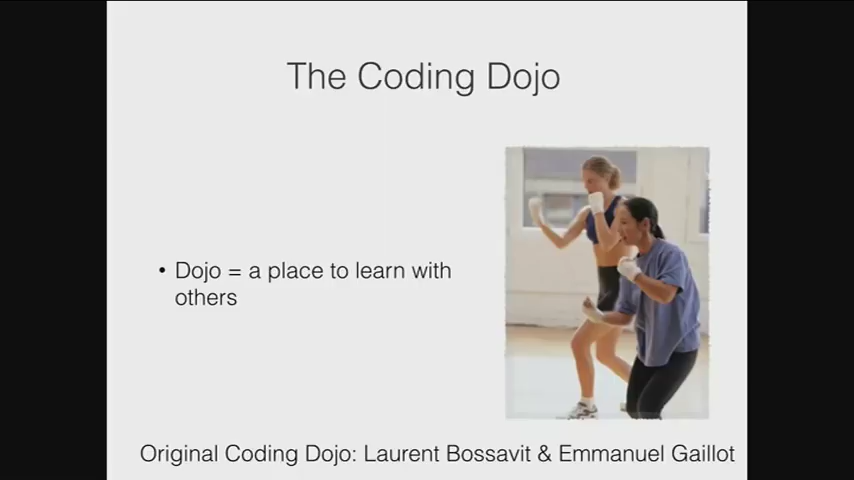 The Coding Dojo
• Dojo = a place to learn with
others
Original Coding Dojo: Laurent Bossavit & Emmanuel Gaillot